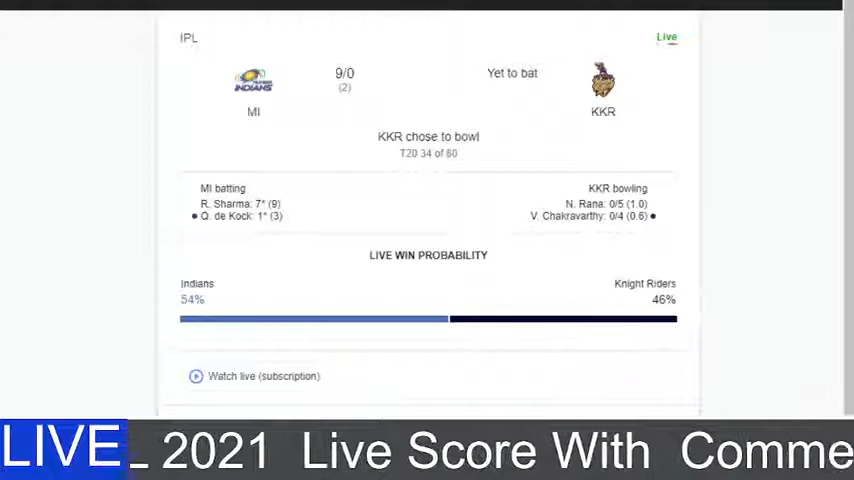 IPL
Live
INDIANS
9/0
(2)
Yet to bat
MI
KKR
KKR chose to bowl
T20 34 of 60
MI batting
KKR bowling
R. Sharma: 7* (9)
N. Rana: 0/5 (1.0)
• Q. de Kock: 1* (3)
V. Chakravarthy: 0/4 (0.6) •
LIVE WIN PROBABILITY
Indians
Knight Riders
54%
46%
Watch live (subscription)
LIVE
L 2021 Live Score With Comme